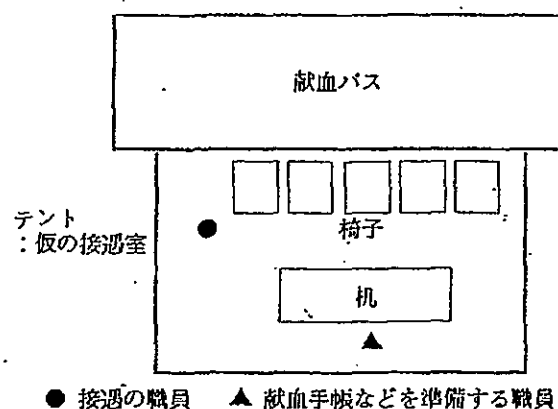 献血バス
椅子
テント
：仮の接遇室
机
● 接遇の職員 ▲ 献血手帳などを準備する職員